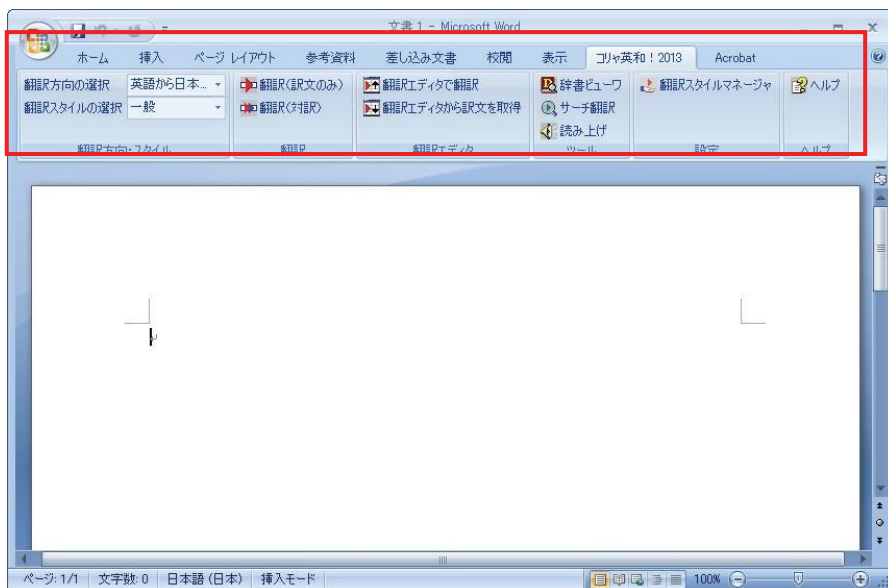 文書 1 - Microsoft Word
ホーム 挿入 ページ レイアウト 参考資料 差し込み文書 校閲 表示 コリャ英和！2013 Acrobat
翻訳方向の選択 英語から日本... 翻訳(訳文のみ) 翻訳エディタで翻訳 辞書ビューワ 翻訳スタイルマネージャ ヘルプ
翻訳スタイルの選択 一般 翻訳(対訳) 翻訳エディタから訳文を取得 サーチ翻訳
読み上げ
翻訳方向・スタイル 翻訳 翻訳エディタ ツール 設定 ヘルプ
ページ: 1/1 文字数: 0 日本語 (日本) 挿入モード 100%